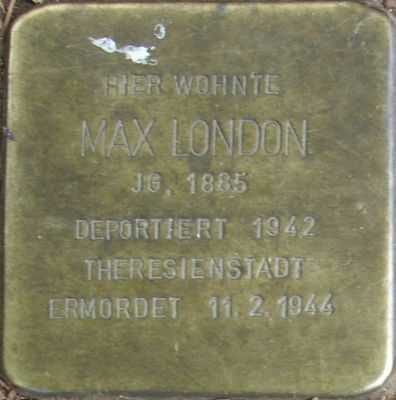 HIER WOHNTE
MAX LONDON
JG. 1885
DEPORTIERT 1942
THERESIENSTADT
ERMORDET 11.2.1944